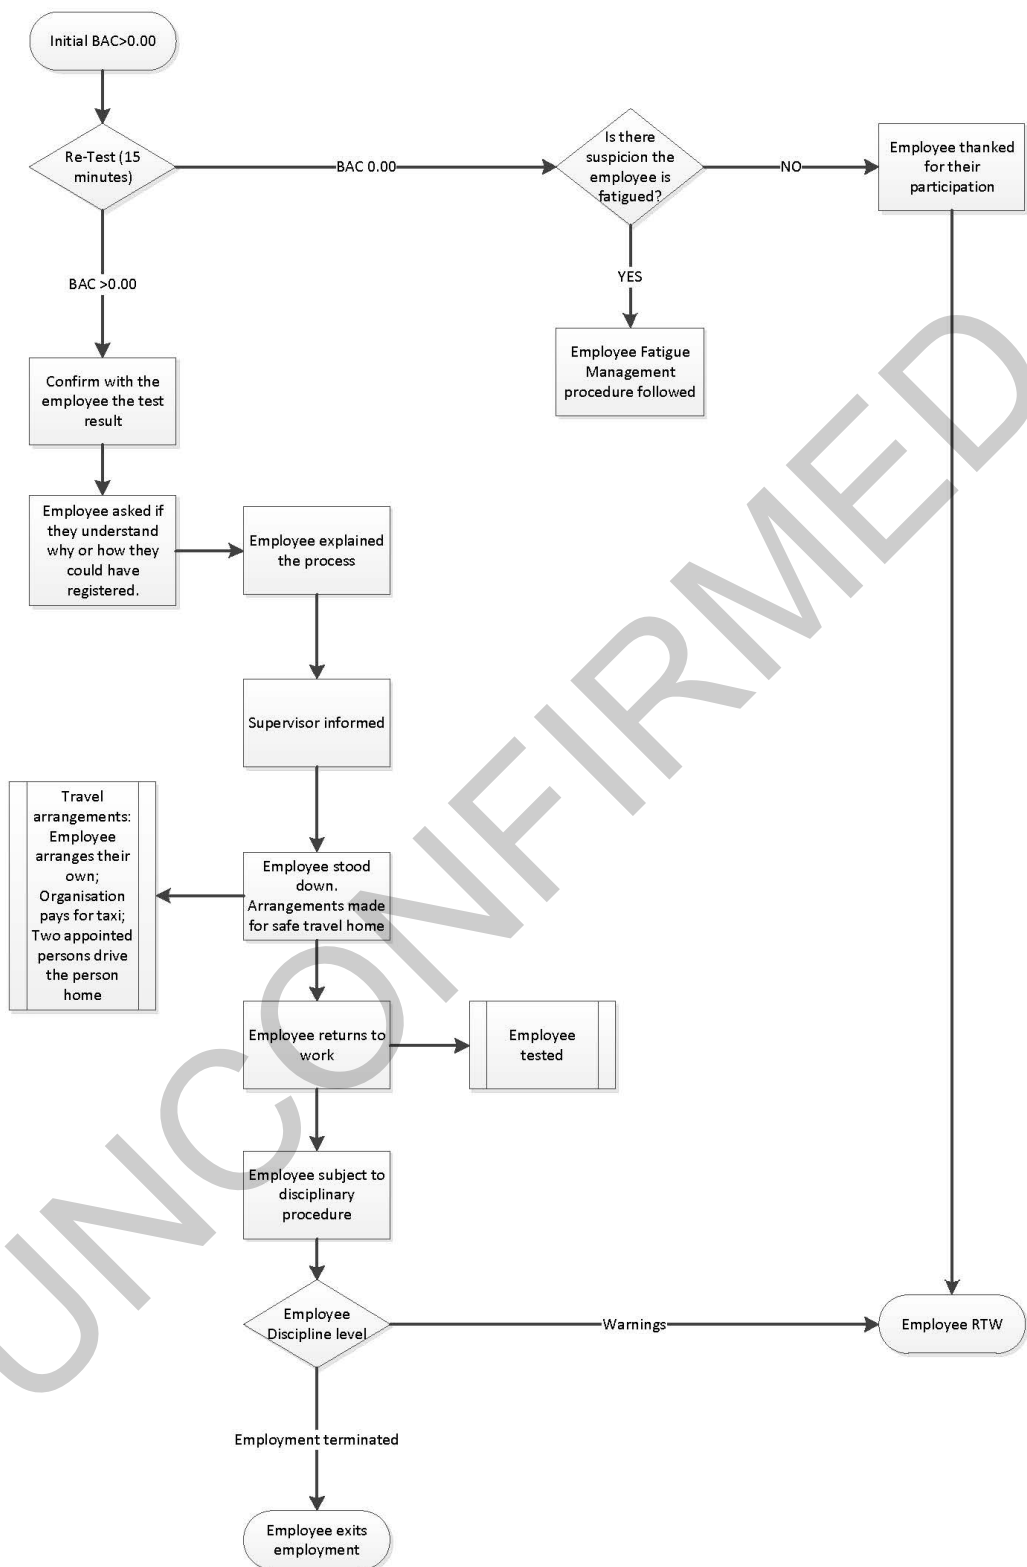 Initial BAC>0.00
Re-Test (15
minutes)
BAC 0.00
Is there
suspicion the
employee is
fatigued?
NO
Employee thanked
for their
participation
BAC >0.00
YES
Employee Fatigue
Management
procedure followed
Confirm with the
employee the test
result
Employee asked if
they understand
why or how they
could have
registered.
Employee explained
the process
Supervisor informed
Travel
arrangements:
Employee
arranges their
own;
Organisation
pays for taxi;
Two appointed
persons drive
the person
home
Employee stood
down.
Arrangements made
for safe travel home
Employee returns to
work
Employee
tested
Employee subject to
disciplinary
procedure
Employee
Discipline level
Warnings
Employee RTW
Employment terminated
Employee exits
employment
UNCONFIRMED